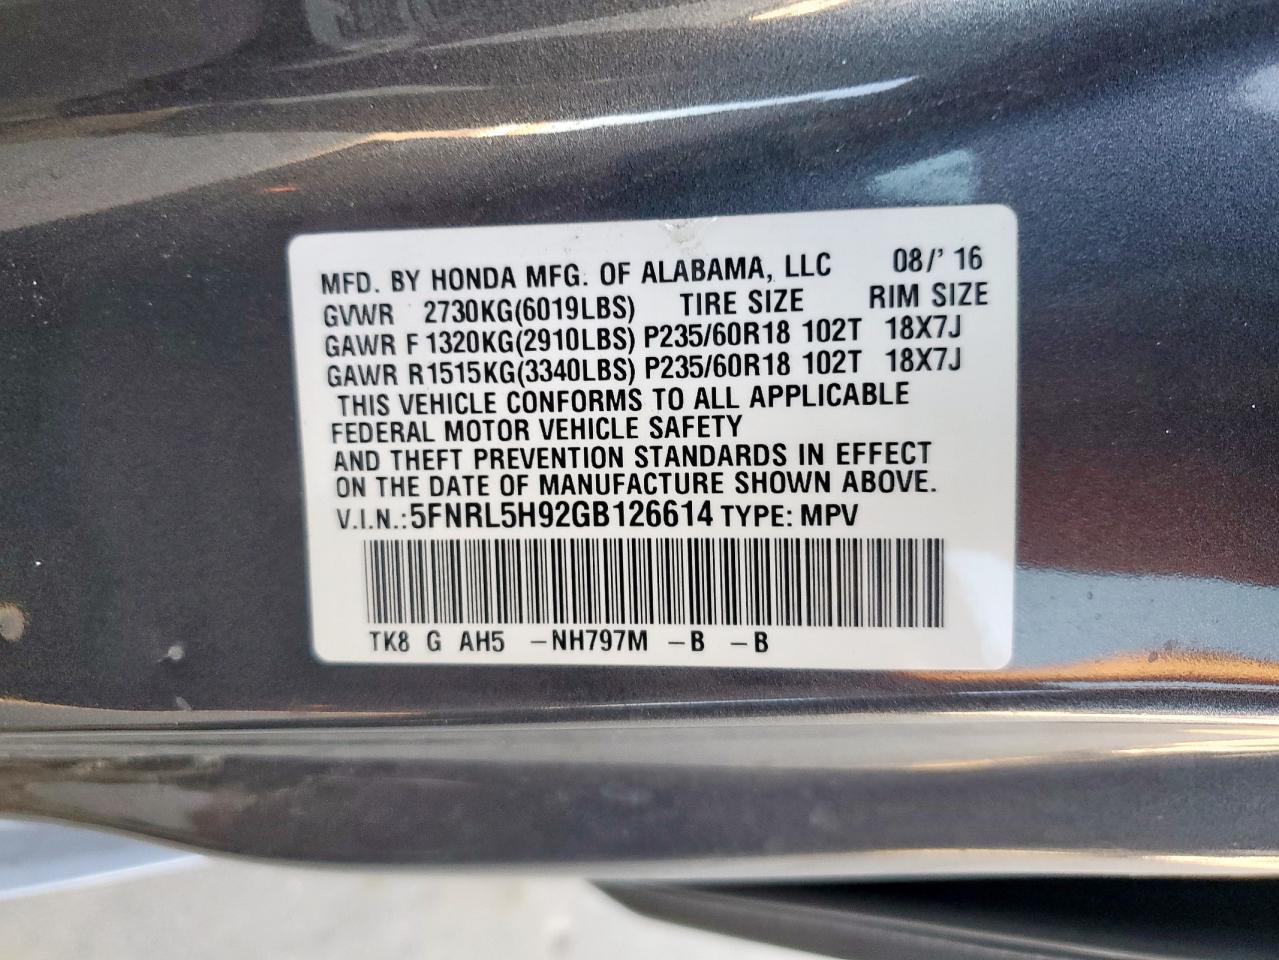 MFD. BY HONDA MFG. OF ALABAMA, LLC 08/' 16
GVWR 2730KG(6019LBS) TIRE SIZE RIM SIZE
GAWR F 1320KG(2910LBS) P235/60R18 102T 18X7J
GAWR R1515KG(3340LBS) P235/60R18 102T 18X7J
THIS VEHICLE CONFORMS TO ALL APPLICABLE
FEDERAL MOTOR VEHICLE SAFETY
AND THEFT PREVENTION STANDARDS IN EFFECT
ON THE DATE OF MANUFACTURE SHOWN ABOVE.
V.I.N.:5FNRL5H92GB126614 TYPE: MPV
TK8 G AH5 -NH797M -B -B